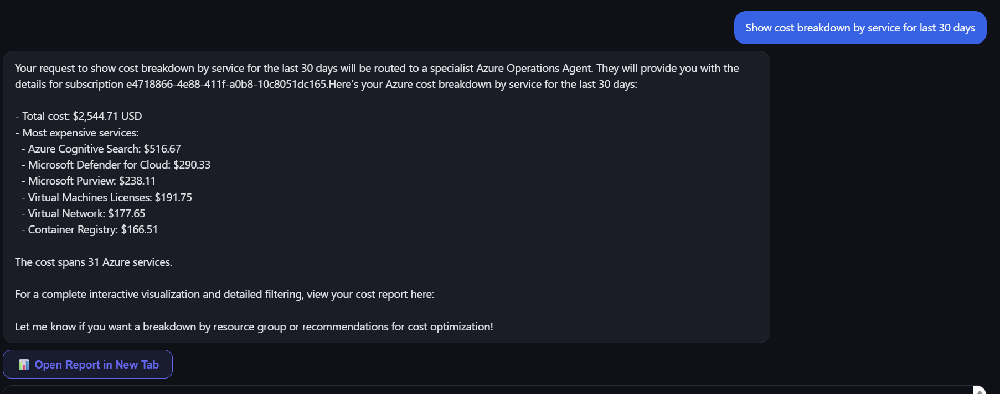 Show cost breakdown by service for last 30 days
Your request to show cost breakdown by service for the last 30 days will be routed to a specialist Azure Operations Agent. They will provide you with the
details for subscription e4718866-4e88-411f-a0b8-10c8051dc165.Here’s your Azure cost breakdown by service for the last 30 days:
- Total cost: $2,544.71 USD
- Most expensive services:
- Azure Cognitive Search: $516.67
- Microsoft Defender for Cloud: $290.33
- Microsoft Purview: $238.11
- Virtual Machines Licenses: $191.75
- Virtual Network: $177.65
- Container Registry: $166.51
The cost spans 31 Azure services.
For a complete interactive visualization and detailed filtering, view your cost report here:
Let me know if you want a breakdown by resource group or recommendations for cost optimization!
Open Report in New Tab